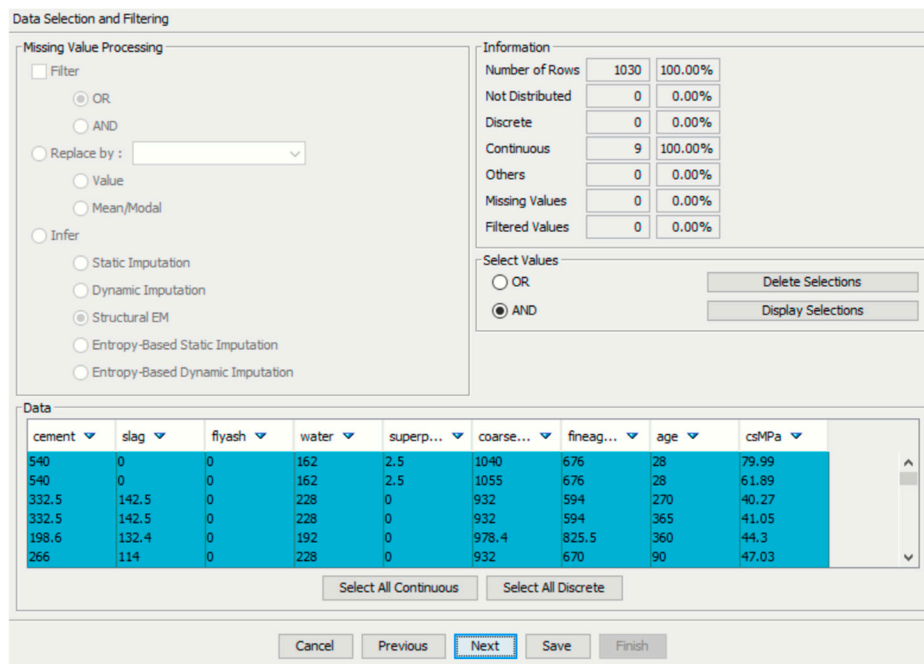 Data Selection and Filtering
Missing Value Processing
Filter
OR
AND
Replace by :
Value
Mean/Modal
Infer
Static Imputation
Dynamic Imputation
Structural EM
Entropy-Based Static Imputation
Entropy-Based Dynamic Imputation
Information
Number of Rows 1030 100.00%
Not Distributed 0 0.00%
Discrete 0 0.00%
Continuous 9 100.00%
Others 0 0.00%
Missing Values 0 0.00%
Filtered Values 0 0.00%
Select Values
OR Delete Selections
AND Display Selections
Data
cement slag flyash water superp... coarse... fineag... age csMPa
540 0 0 162 2.5 1040 676 28 79.99
540 0 0 162 2.5 1055 676 28 61.89
332.5 142.5 0 228 0 932 594 270 40.27
332.5 142.5 0 228 0 932 594 365 41.05
198.6 132.4 0 192 0 978.4 825.5 360 44.3
266 114 0 228 0 932 670 90 47.03
Select All Continuous Select All Discrete
Cancel Previous Next Save Finish